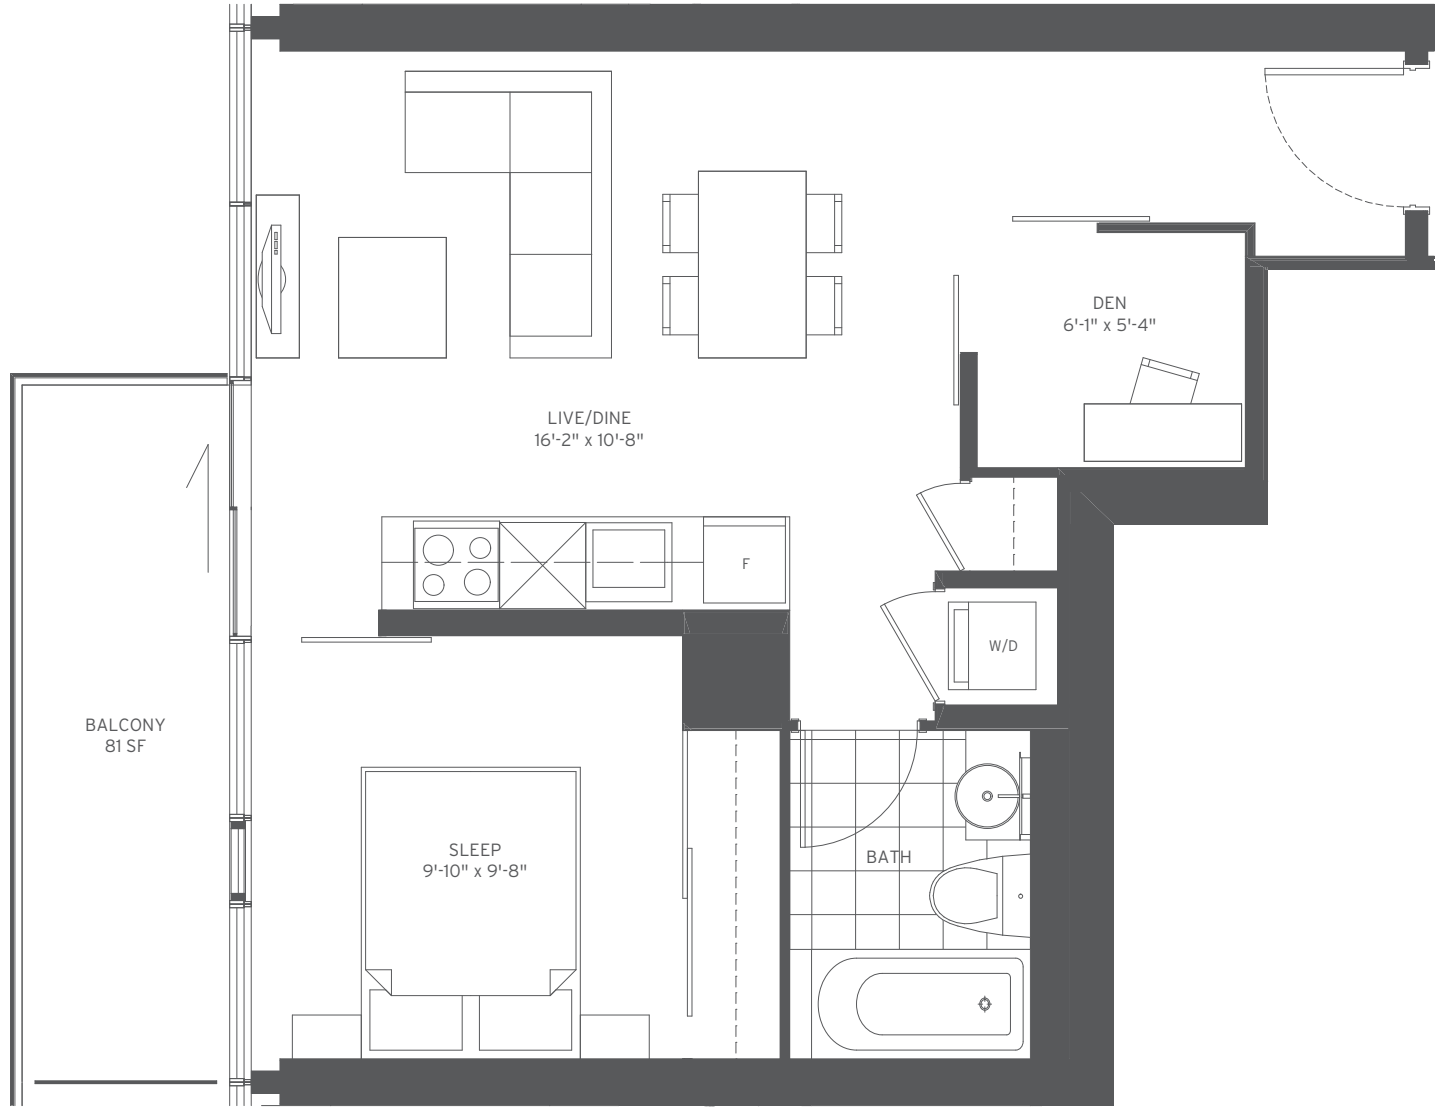 DEN
6'-1" x 5'-4"
LIVE/DINE
16'-2" x 10'-8"
F
W/D
BALCONY
81 SF
SLEEP
9'-10" x 9'-8"
BATH